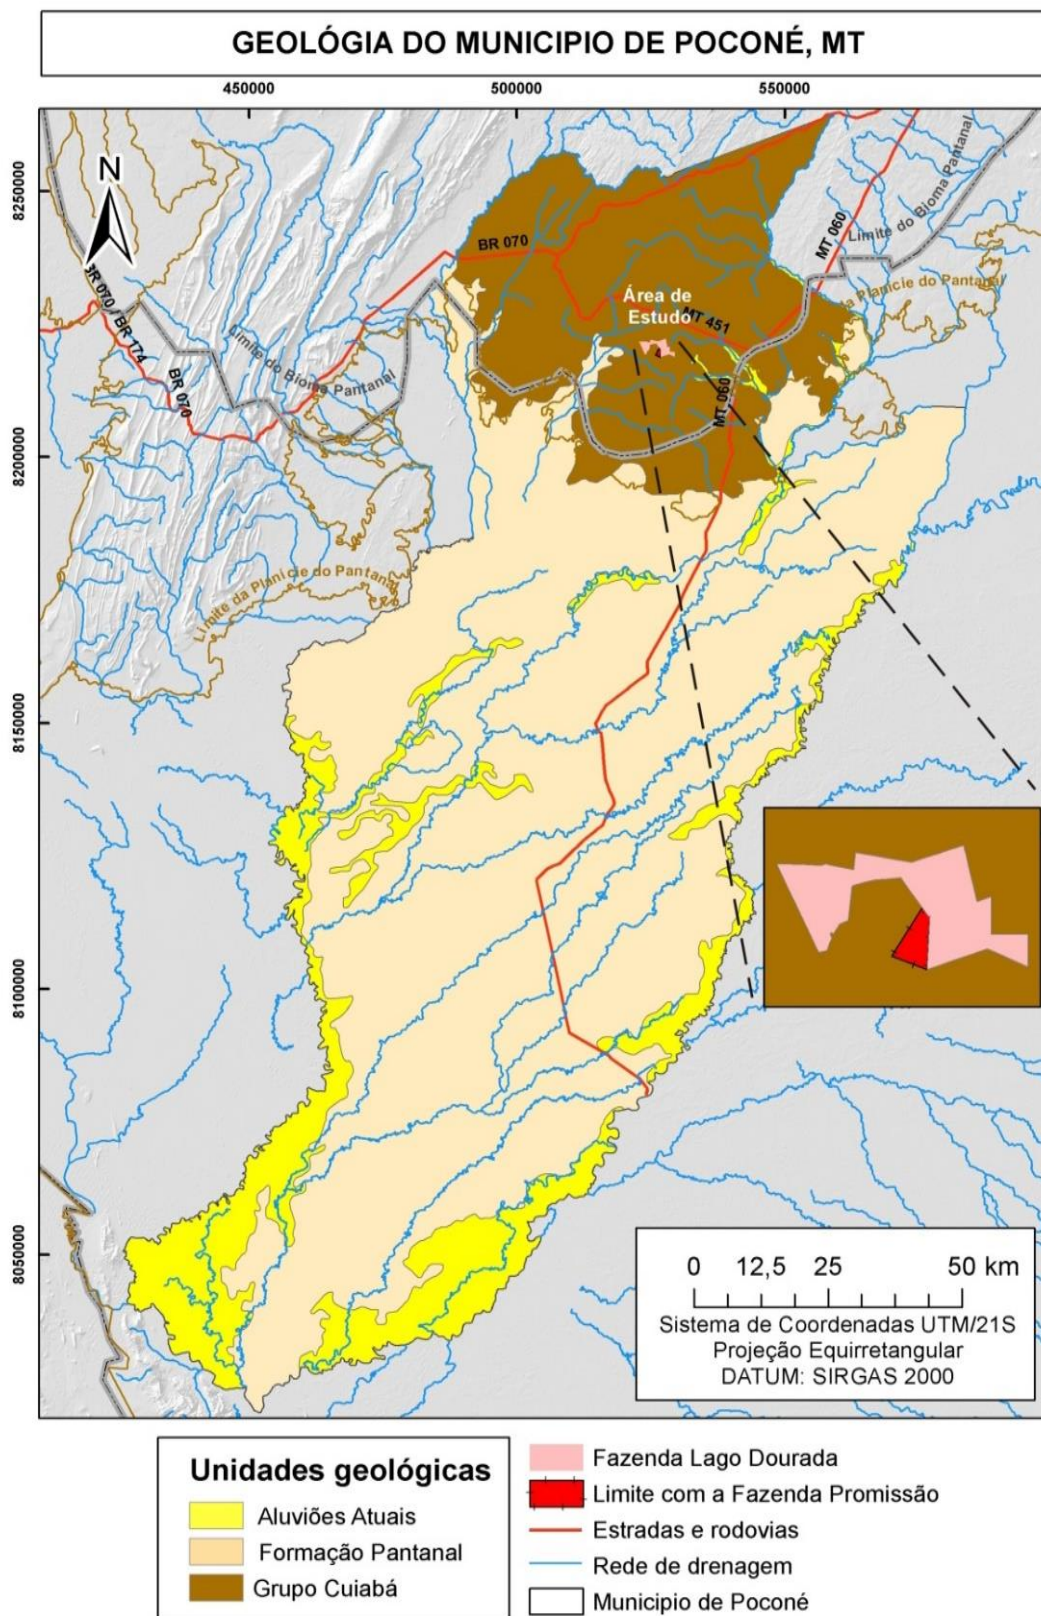 GEOLÓGIA DO MUNICIPIO DE POCONÉ, MT
450000
500000
550000
8250000
8200000
8150000
8100000
8050000
N
BR 070
MT 060
Limite do Bioma Pantanal
da Planicie do Pantanal
Área de
Estudo
MT 451
BR 070
BR 174
BR 070
Limite do Bioma Pantanal
MT 060
Limite da Planicie do Pantanal
0 12,5 25 50 km
Sistema de Coordenadas UTM/21S
Projeção Equirretangular
DATUM: SIRGAS 2000
Unidades geológicas
Aluviões Atuais
Formação Pantanal
Grupo Cuiabá
Fazenda Lago Dourada
Limite com a Fazenda Promissão
Estradas e rodovias
Rede de drenagem
Municipio de Poconé